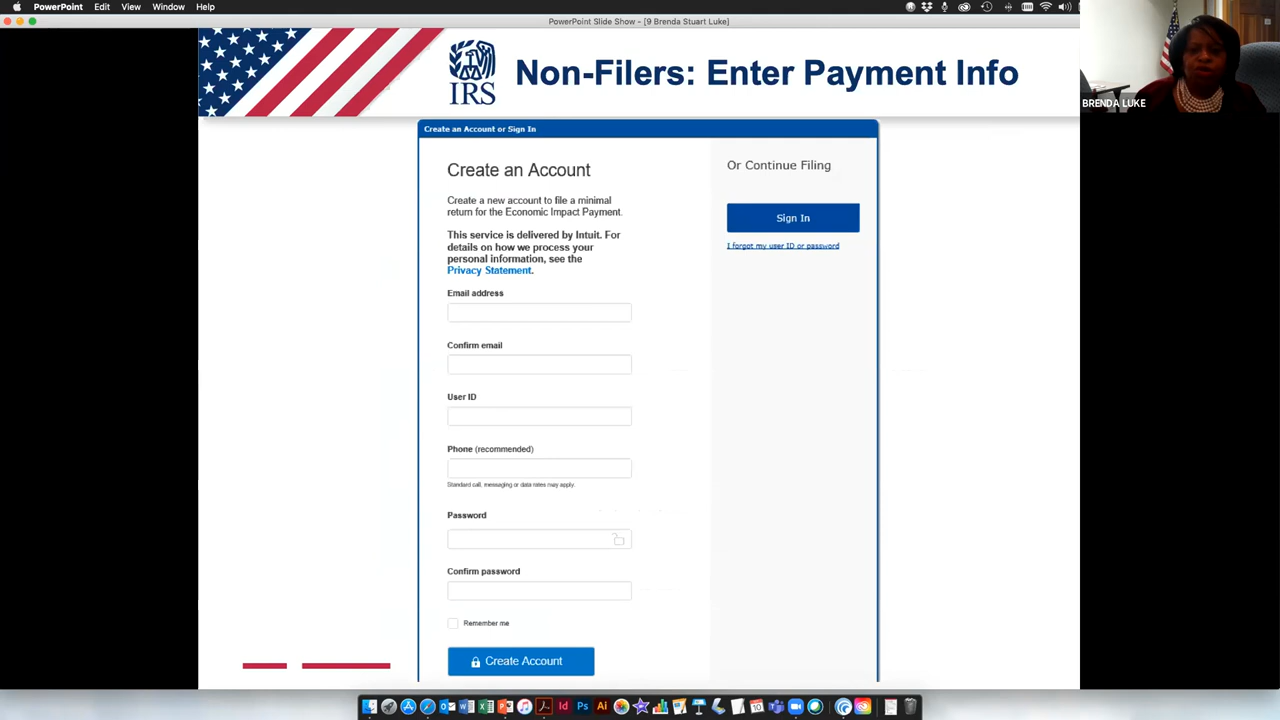 PowerPoint Edit View Window Help
PowerPoint Slide Show - [9 Brenda Stuart Luke]
IRS
Non-Filers: Enter Payment Info
BRENDA LUKE
Create an Account or Sign In
Create an Account
Create a new account to file a minimal
return for the Economic Impact Payment.
This service is delivered by Intuit. For
details on how we process your
personal information, see the
Privacy Statement.
Email address
Confirm email
User ID
Phone (recommended)
Standard call, messaging or data rates may apply.
Password
Confirm password
Remember me
Create Account
Or Continue Filing
Sign In
I forgot my user ID or password
Id
Ps
Ai